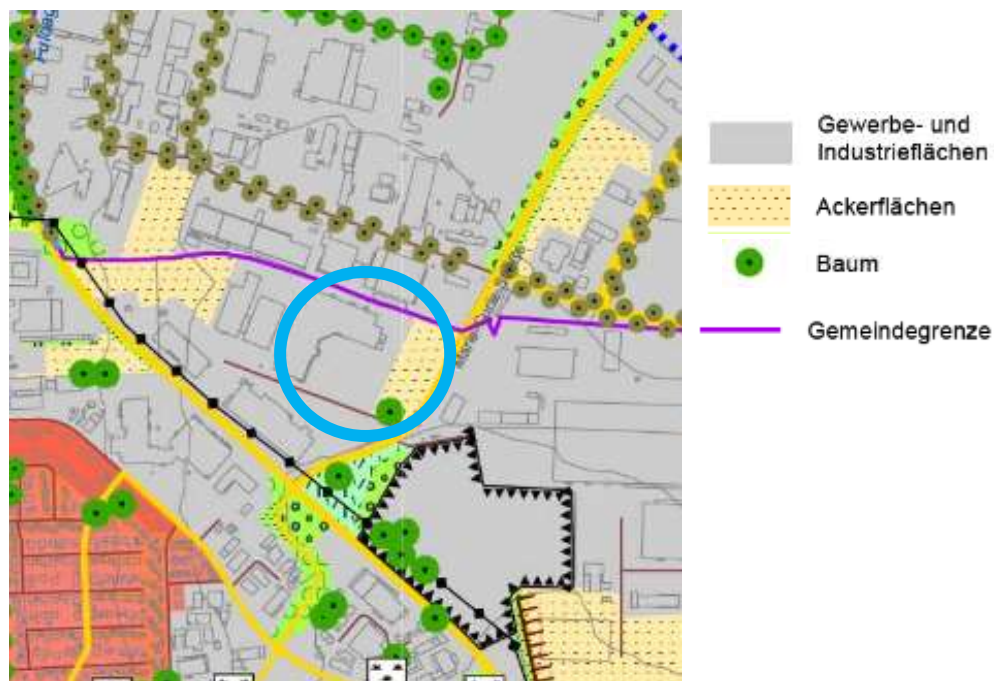 Gewerbe- und
Industrieflächen
Ackerflächen
Baum
Gemeindegrenze